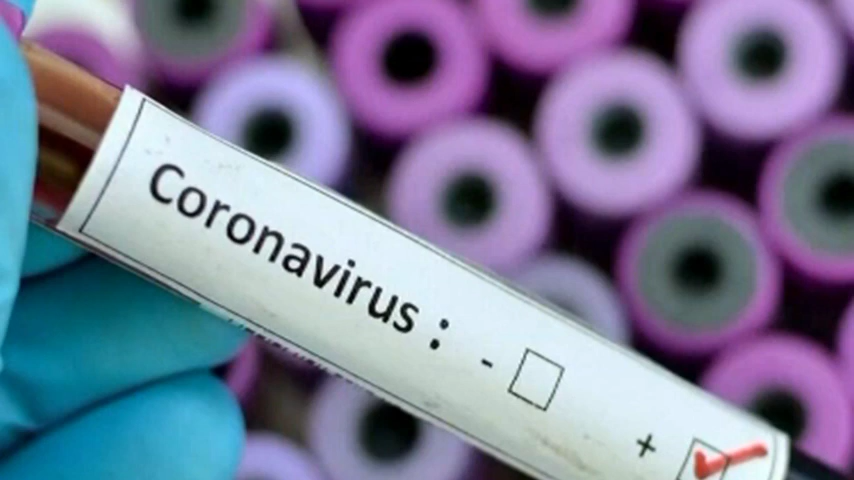 Coronavirus :
- ☐
+ ☑